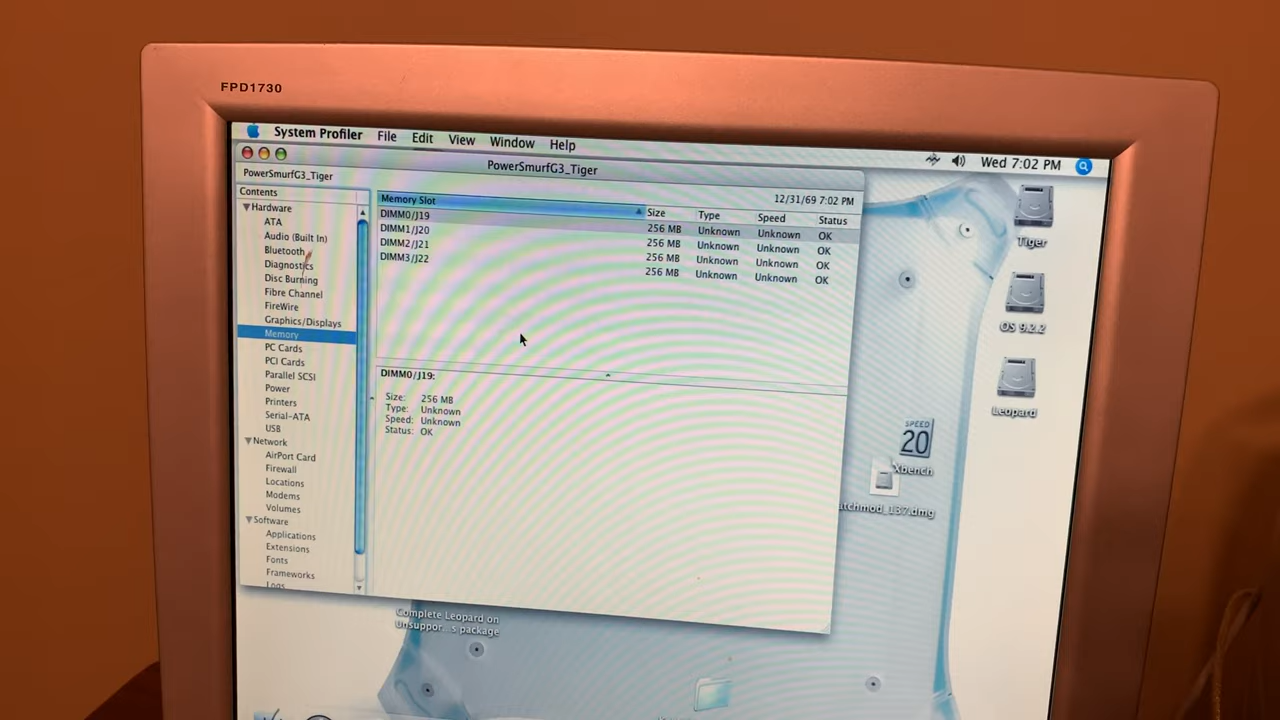 FPD1730
System Profiler File Edit View Window Help
Wed 7:02 PM
PowerSmurfG3_Tiger
PowerSmurfG3_Tiger
12/31/69 7:02 PM
Contents
Hardware
ATA
Audio (Built In)
Bluetooth
Diagnostics
Disc Burning
Fibre Channel
FireWire
Graphics/Displays
Memory
PC Cards
PCI Cards
Parallel SCSI
Power
Printers
Serial-ATA
USB
Network
AirPort Card
Firewall
Locations
Modems
Volumes
Software
Applications
Extensions
Fonts
Frameworks
Logs
Memory Slot Size Type Speed Status
DIMM0/J19 256 MB Unknown Unknown OK
DIMM1/J20 256 MB Unknown Unknown OK
DIMM2/J21 256 MB Unknown Unknown OK
DIMM3/J22 256 MB Unknown Unknown OK
DIMM0/J19:
Size: 256 MB
Type: Unknown
Speed: Unknown
Status: OK
Tiger
OS 9.2.2
Leopard
SPEED
20
Xbench
atchmod_137.dmg
Complete Leopard on
Unsuppor...s package